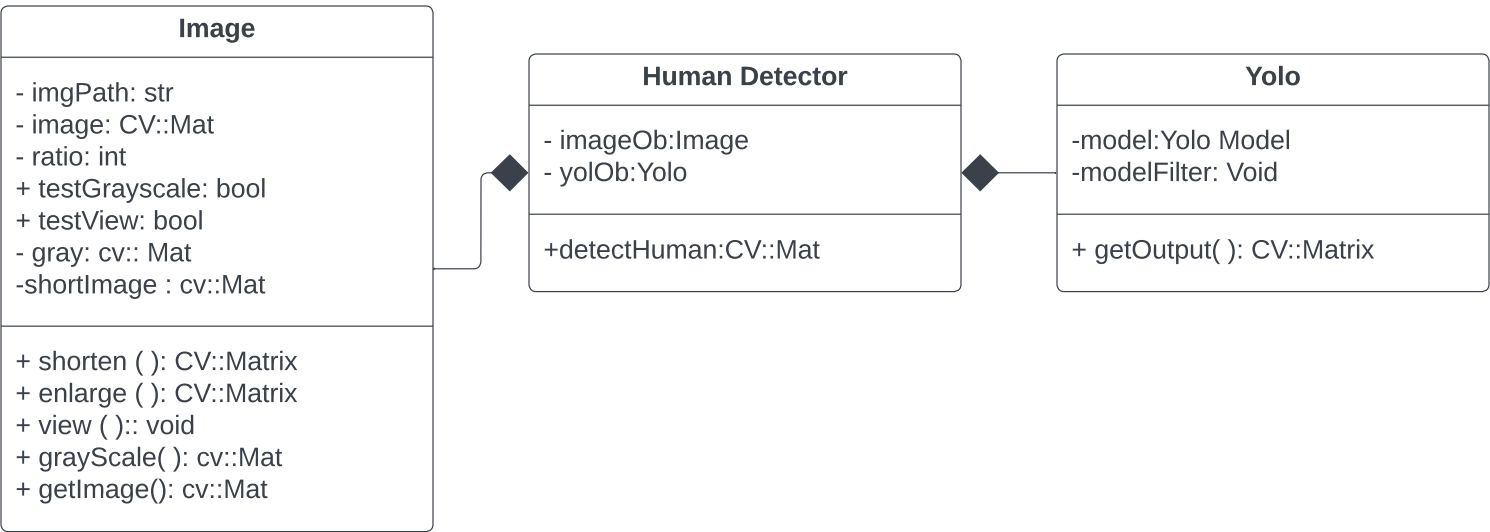 Image
- imgPath: str
- image: CV::Mat
- ratio: int
+ testGrayscale: bool
+ testView: bool
- gray: cv:: Mat
-shortImage : cv::Mat
+ shorten ( ): CV::Matrix
+ enlarge ( ): CV::Matrix
+ view ( ):: void
+ grayScale( ): cv::Mat
+ getImage(): cv::Mat
Human Detector
- imageOb:Image
- yolOb:Yolo
+detectHuman:CV::Mat
Yolo
-model:Yolo Model
-modelFilter: Void
+ getOutput( ): CV::Matrix